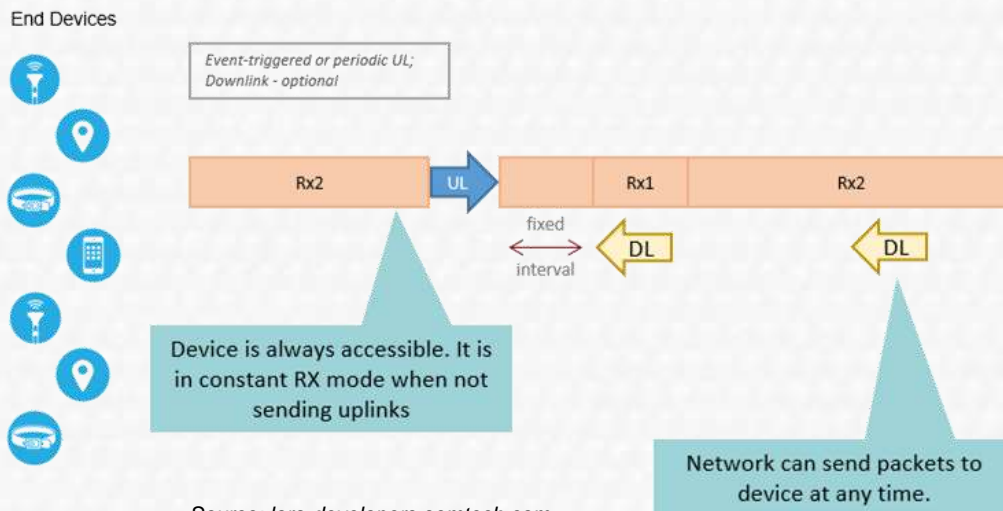 End Devices
Event-triggered or periodic UL;
Downlink - optional
Rx2
UL
Rx1
Rx2
fixed
interval
DL
DL
Device is always accessible. It is
in constant RX mode when not
sending uplinks
Network can send packets to
device at any time.